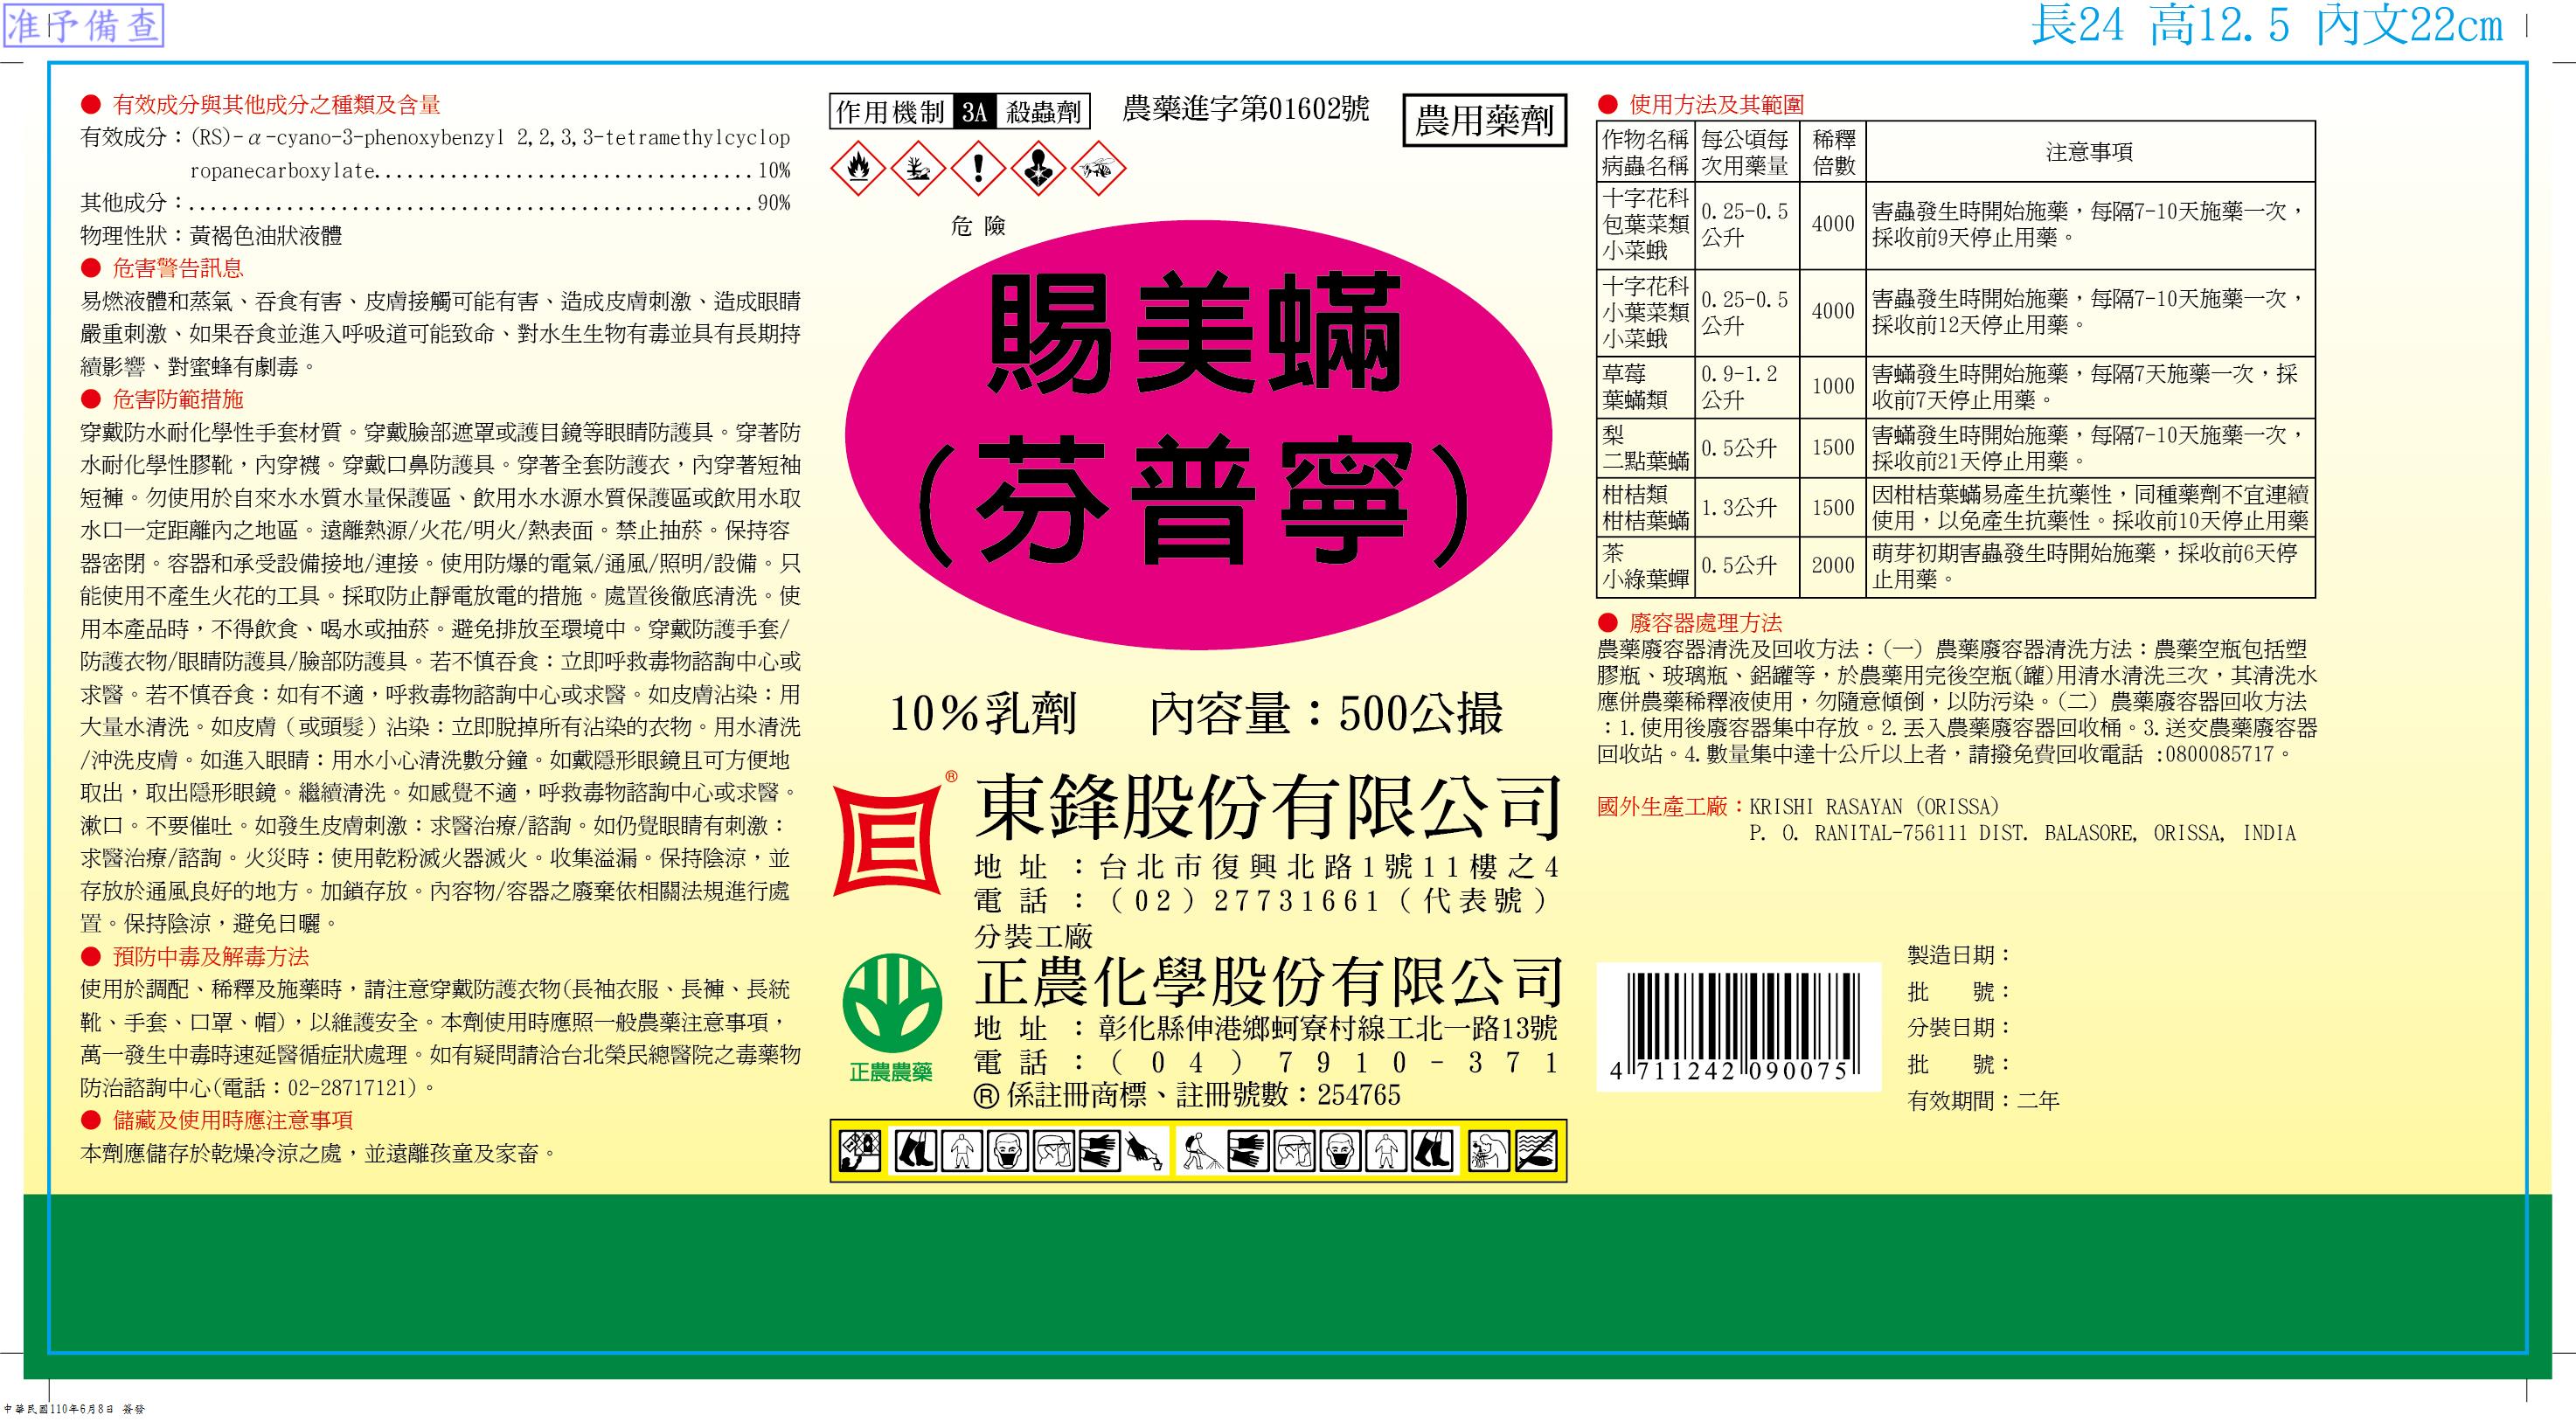 准予備查
長24 高12.5 內文22cm
● 有效成分與其他成分之種類及含量
有效成分：(RS)-α-cyano-3-phenoxybenzyl 2,2,3,3-tetramethylcyclop
ropanecarboxylate...................................10%
其他成分：....................................................90%
物理性狀：黃褐色油狀液體
● 危害警告訊息
易燃液體和蒸氣、吞食有害、皮膚接觸可能有害、造成皮膚刺激、造成眼睛
嚴重刺激、如果吞食並進入呼吸道可能致命、對水生生物有毒並具有長期持
續影響、對蜜蜂有劇毒。
● 危害防範措施
穿戴防水耐化學性手套材質。穿戴臉部遮罩或護目鏡等眼睛防護具。穿著防
水耐化學性膠靴，內穿襪。穿戴口鼻防護具。穿著全套防護衣，內穿著短袖
短褲。勿使用於自來水水質水量保護區、飲用水水源水質保護區或飲用水取
水口一定距離內之地區。遠離熱源/火花/明火/熱表面。禁止抽菸。保持容
器密閉。容器和承受設備接地/連接。使用防爆的電氣/通風/照明/設備。只
能使用不產生火花的工具。採取防止靜電放電的措施。處置後徹底清洗。使
用本產品時，不得飲食、喝水或抽菸。避免排放至環境中。穿戴防護手套/
防護衣物/眼睛防護具/臉部防護具。若不慎吞食：立即呼救毒物諮詢中心或
求醫。若不慎吞食：如有不適，呼救毒物諮詢中心或求醫。如皮膚沾染：用
大量水清洗。如皮膚（或頭髮）沾染：立即脫掉所有沾染的衣物。用水清洗
/沖洗皮膚。如進入眼睛：用水小心清洗數分鐘。如戴隱形眼鏡且可方便地
取出，取出隱形眼鏡。繼續清洗。如感覺不適，呼救毒物諮詢中心或求醫。
漱口。不要催吐。如發生皮膚刺激：求醫治療/諮詢。如仍覺眼睛有刺激：
求醫治療/諮詢。火災時：使用乾粉滅火器滅火。收集溢漏。保持陰涼，並
存放於通風良好的地方。加鎖存放。內容物/容器之廢棄依相關法規進行處
置。保持陰涼，避免日曬。
● 預防中毒及解毒方法
使用於調配、稀釋及施藥時，請注意穿戴防護衣物(長袖衣服、長褲、長統
靴、手套、口罩、帽)，以維護安全。本劑使用時應照一般農藥注意事項，
萬一發生中毒時速延醫循症狀處理。如有疑問請洽台北榮民總醫院之毒藥物
防治諮詢中心(電話：02-28717121)。
● 儲藏及使用時應注意事項
本劑應儲存於乾燥冷涼之處，並遠離孩童及家畜。
作用機制 3A 殺蟲劑 農藥進字第01602號 農用藥劑
危險
賜美蟎
(芬普寧)
10%乳劑 內容量：500公撮
® 東鋒股份有限公司
地址：台北市復興北路1號11樓之4
電話：(02)27731661(代表號)
分裝工廠
正農化學股份有限公司
地址：彰化縣伸港鄉蚵寮村線工北一路13號
電話：(04)7910-371
正農農藥
®係註冊商標、註冊號數：254765
● 使用方法及其範圍
作物名稱 每公頃每 稀釋 注意事項
病蟲名稱 次用藥量 倍數
十字花科 包葉菜類 小菜蛾 0.25-0.5 公升 4000 害蟲發生時開始施藥，每隔7-10天施藥一次，
採收前9天停止用藥。
十字花科 小葉菜類 小菜蛾 0.25-0.5 公升 4000 害蟲發生時開始施藥，每隔7-10天施藥一次，
採收前12天停止用藥。
草莓 葉蟎類 0.9-1.2 公升 1000 害蟎發生時開始施藥，每隔7天施藥一次，採
收前7天停止用藥。
梨 二點葉蟎 0.5公升 1500 害蟎發生時開始施藥，每隔7-10天施藥一次，
採收前21天停止用藥。
柑桔類 柑桔葉蟎 1.3公升 1500 因柑桔葉蟎易產生抗藥性，同種藥劑不宜連續
使用，以免產生抗藥性。採收前10天停止用藥
茶 小綠葉蟬 0.5公升 2000 萌芽初期害蟲發生時開始施藥，採收前6天停
止用藥。
● 廢容器處理方法
農藥廢容器清洗及回收方法：(一) 農藥廢容器清洗方法：農藥空瓶包括塑
膠瓶、玻璃瓶、鋁罐等，於農藥用完後空瓶(罐)用清水清洗三次，其清洗水
應併農藥稀釋液使用，勿隨意傾倒，以防污染。(二) 農藥廢容器回收方法
：1.使用後廢容器集中存放。2.丟入農藥廢容器回收桶。3.送交農藥廢容器
回收站。4.數量集中達十公斤以上者，請撥免費回收電話 :0800085717。
國外生產工廠：KRISHI RASAYAN (ORISSA)
P. O. RANITAL-756111 DIST. BALASORE, ORISSA, INDIA
4 711242 090075
製造日期：
批 號：
分裝日期：
批 號：
有效期間：二年
中華民國110年6月8日 簽發